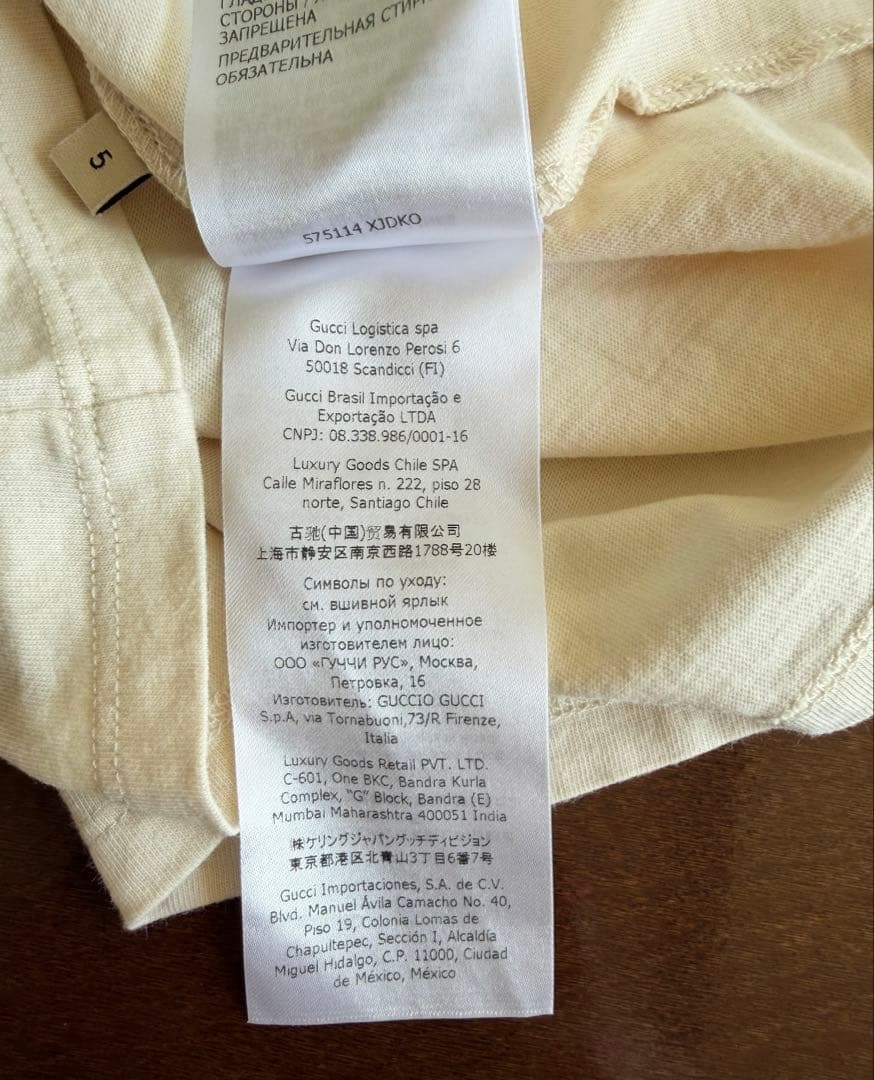 СТОРОНЫ /
ЗАПРЕЩЕНА
ПРЕДВАРИТЕЛЬНАЯ
ОБЯЗАТЕЛЬНА
5
575114 XJDKO
Gucci Logistica spa
Via Don Lorenzo Perosi 6
50018 Scandicci (FI)
Gucci Brasil Importação e
Exportação LTDA
CNPJ: 08.338.986/0001-16
Luxury Goods Chile SPA
Calle Miraflores n. 222, piso 28
norte, Santiago Chile
古驰(中国)贸易有限公司
上海市静安区南京西路1788号20楼
Символы по уходу:
см. вшивной ярлык
Импортер и уполномоченное
изготовителем лицо:
ООО «ГУЧЧИ РУС», Москва,
Петровка, 16
Изготовитель: GUCCIO GUCCI
S.p.A, via Tornabuoni,73/R Firenze,
Italia
Luxury Goods Retail PVT. LTD.
C-601, One BKC, Bandra Kurla
Complex, "G" Block, Bandra (E)
Mumbai Maharashtra 400051 India
㈱ケリングジャパングッチディビジョン
東京都港区北青山3丁目6番7号
Gucci Importaciones, S.A. de C.V.
Blvd. Manuel Ávila Camacho No. 40,
Piso 19, Colonia Lomas de
Chapultepec, Sección I, Alcaldía
Miguel Hidalgo, C.P. 11000, Ciudad
de México, México